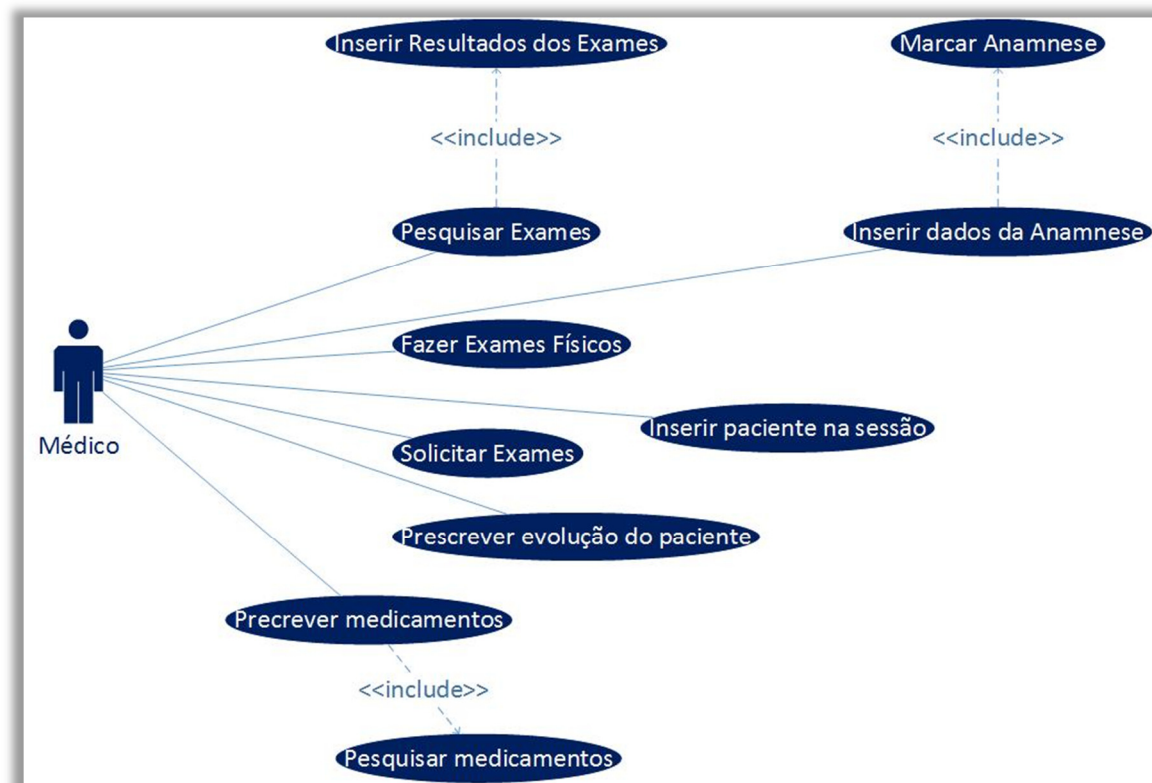 Inserir Resultados dos Exames
Marcar Anamnese
<<include>>
<<include>>
Pesquisar Exames
Inserir dados da Anamnese
Fazer Exames Físicos
Inserir paciente na sessão
Médico
Solicitar Exames
Prescrever evolução do paciente
Precrever medicamentos
<<include>>
Pesquisar medicamentos